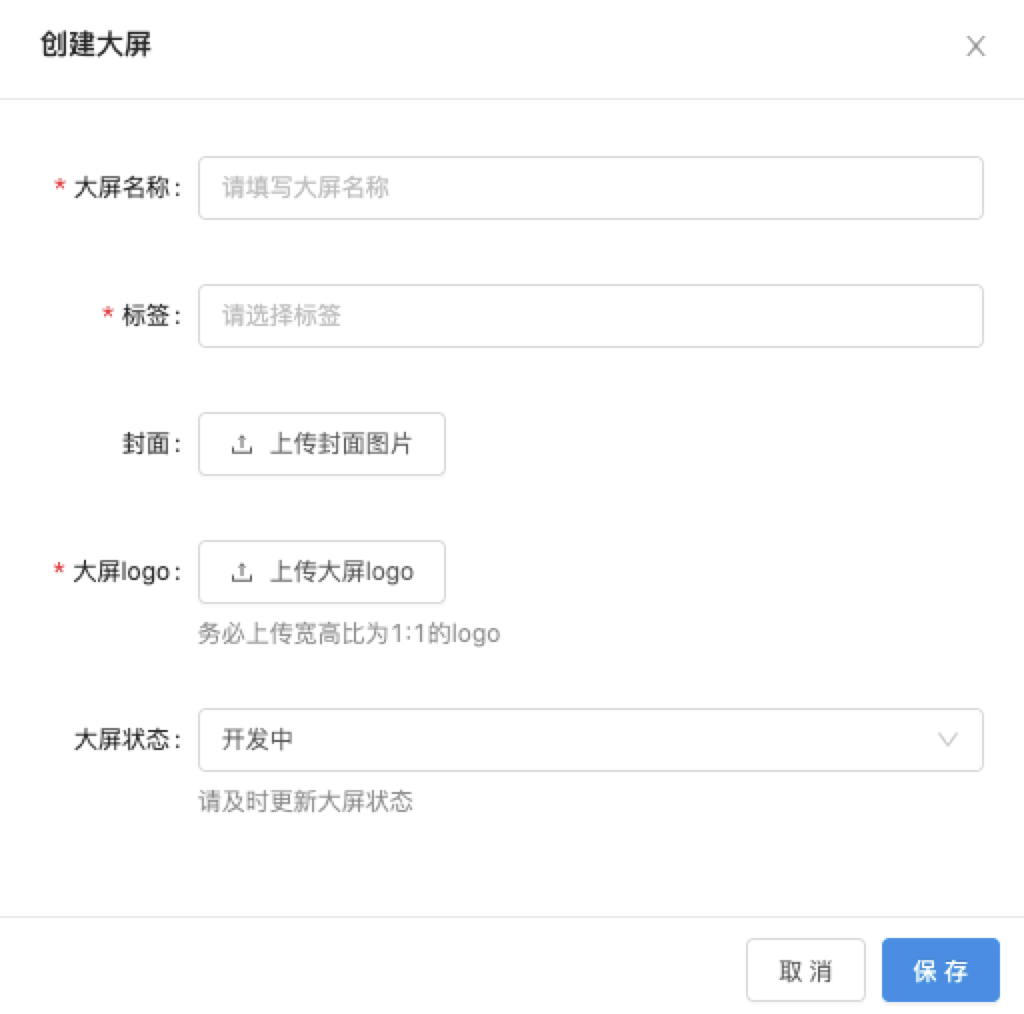 创建大屏
* 大屏名称: 请填写大屏名称
* 标签: 请选择标签
封面: 上传封面图片
* 大屏logo: 上传大屏logo
务必上传宽高比为1:1的logo
大屏状态: 开发中
请及时更新大屏状态
取 消 保 存